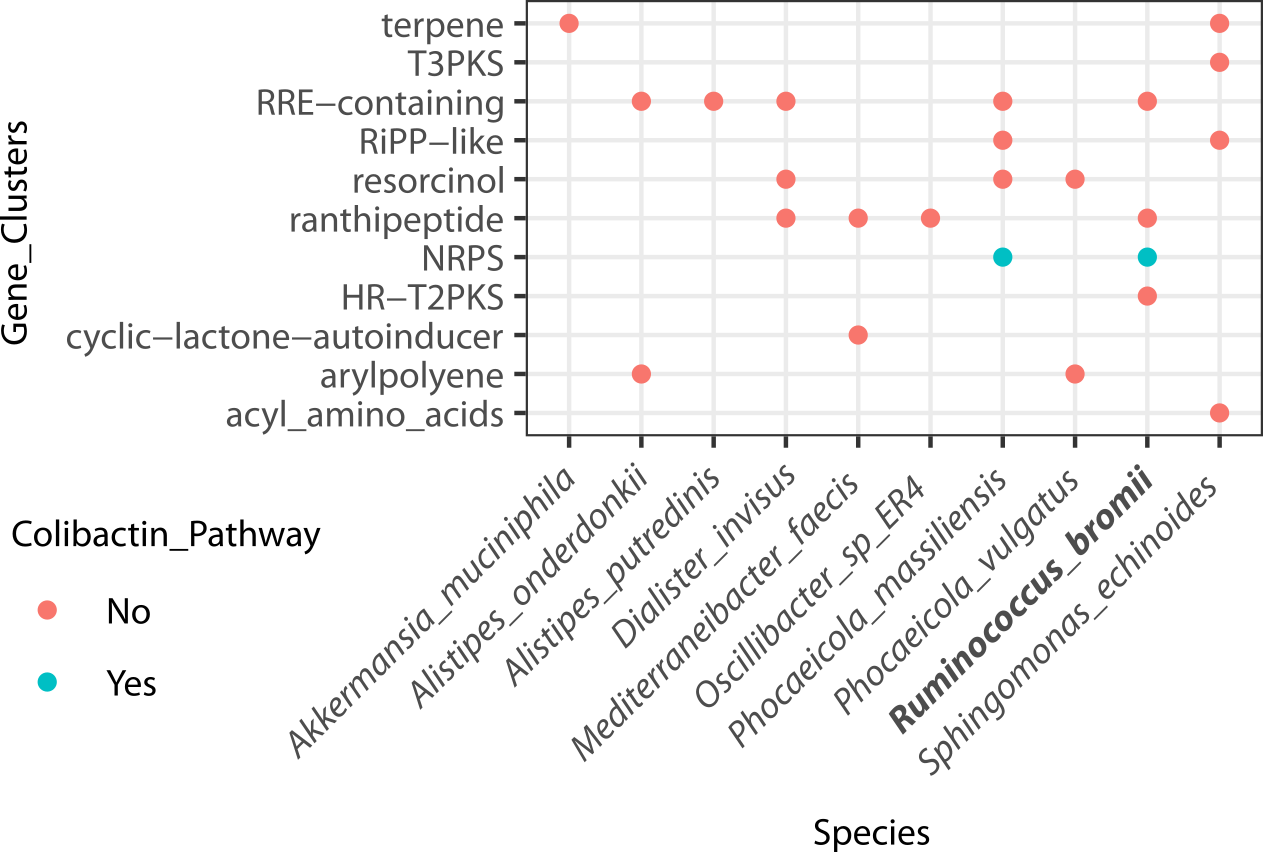 terpene
T3PKS
RRE−containing
RiPP−like
resorcinol
ranthipeptide
NRPS
HR−T2PKS
cyclic−lactone−autoinducer
arylpolyene
acyl_amino_acids
Gene_Clusters
Akkermansia_muciniphila
Alistipes_onderdonkii
Alistipes_putredinis
Dialister_invisus
Mediterraneibacter_faecis
Oscillibacter_sp_ER4
Phocaeicola_massiliensis
Phocaeicola_vulgatus
Ruminococcus_bromii
Sphingomonas_echinoides
Species
Colibactin_Pathway
No
Yes